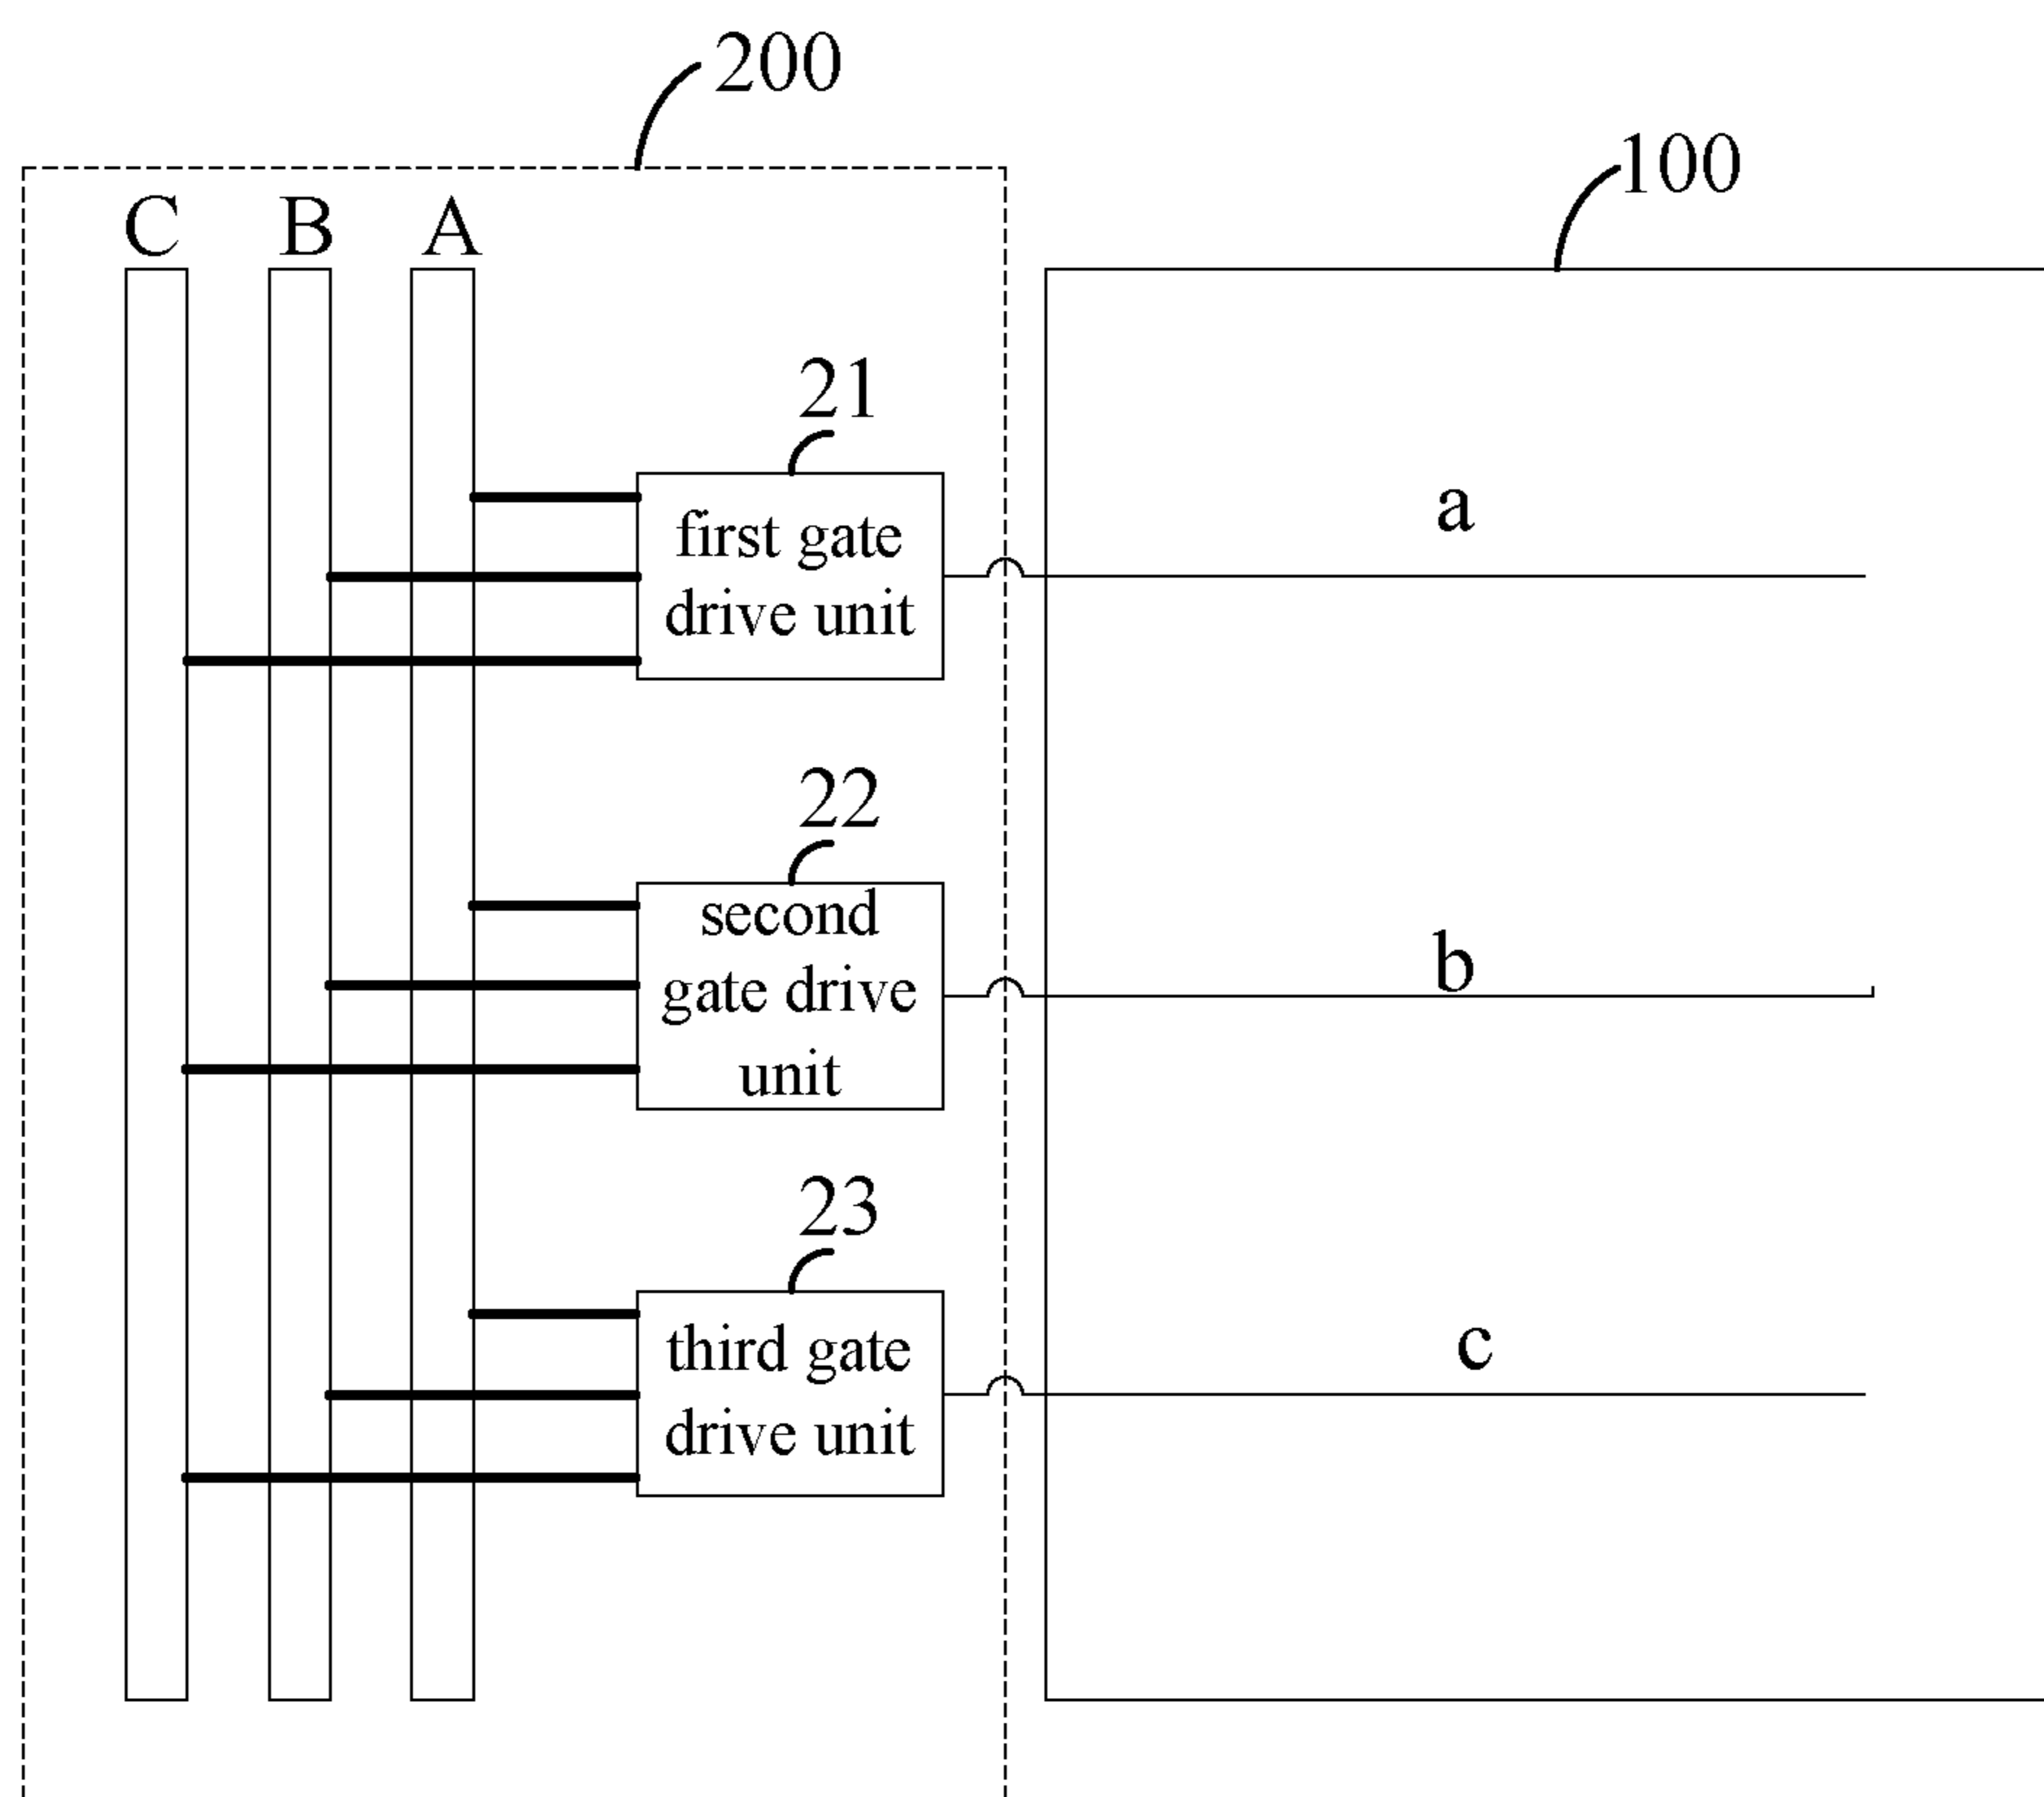 200
100
C B A
21
first gate
drive unit
a
22
second
gate drive
unit
b
23
third gate
drive unit
c